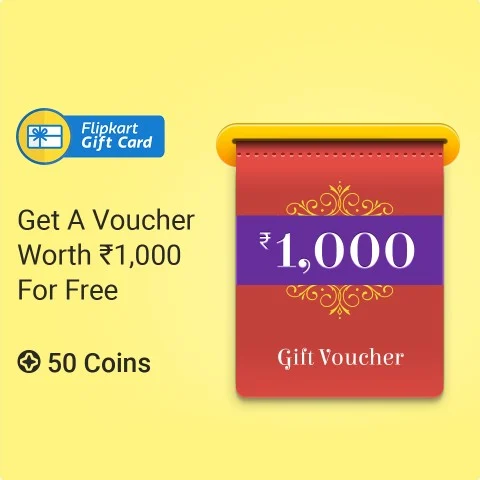 Flipkart
Gift Card
Get A Voucher
Worth ₹1,000
For Free
50 Coins
₹1,000
Gift Voucher